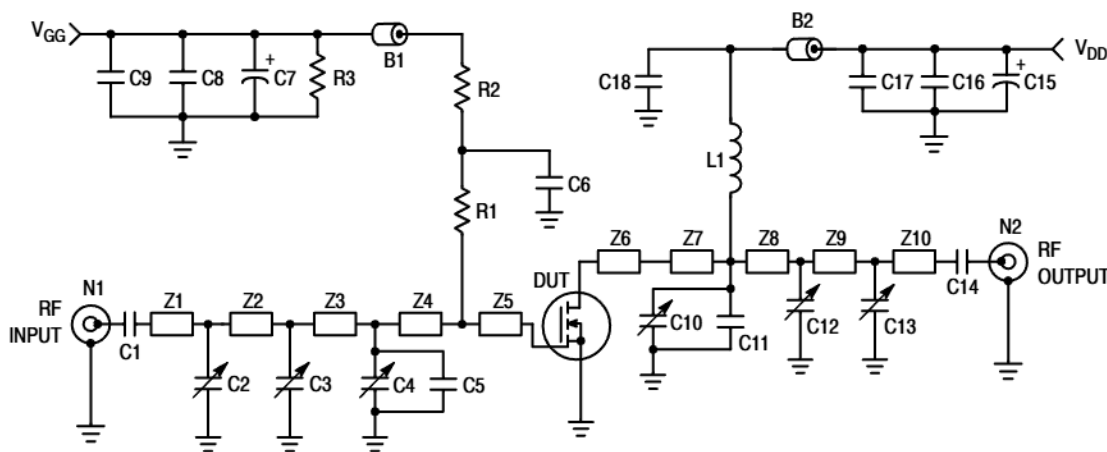 VGG
B1
B2
VDD
C9
C8
C7
+
R3
R2
C18
C17
C16
C15
+
L1
C6
R1
N2
Z6
Z7
Z8
Z9
Z10
RF
OUTPUT
DUT
C14
N1
RF
INPUT
Z1
Z2
Z3
Z4
Z5
C10
C11
C12
C13
C1
C2
C3
C4
C5